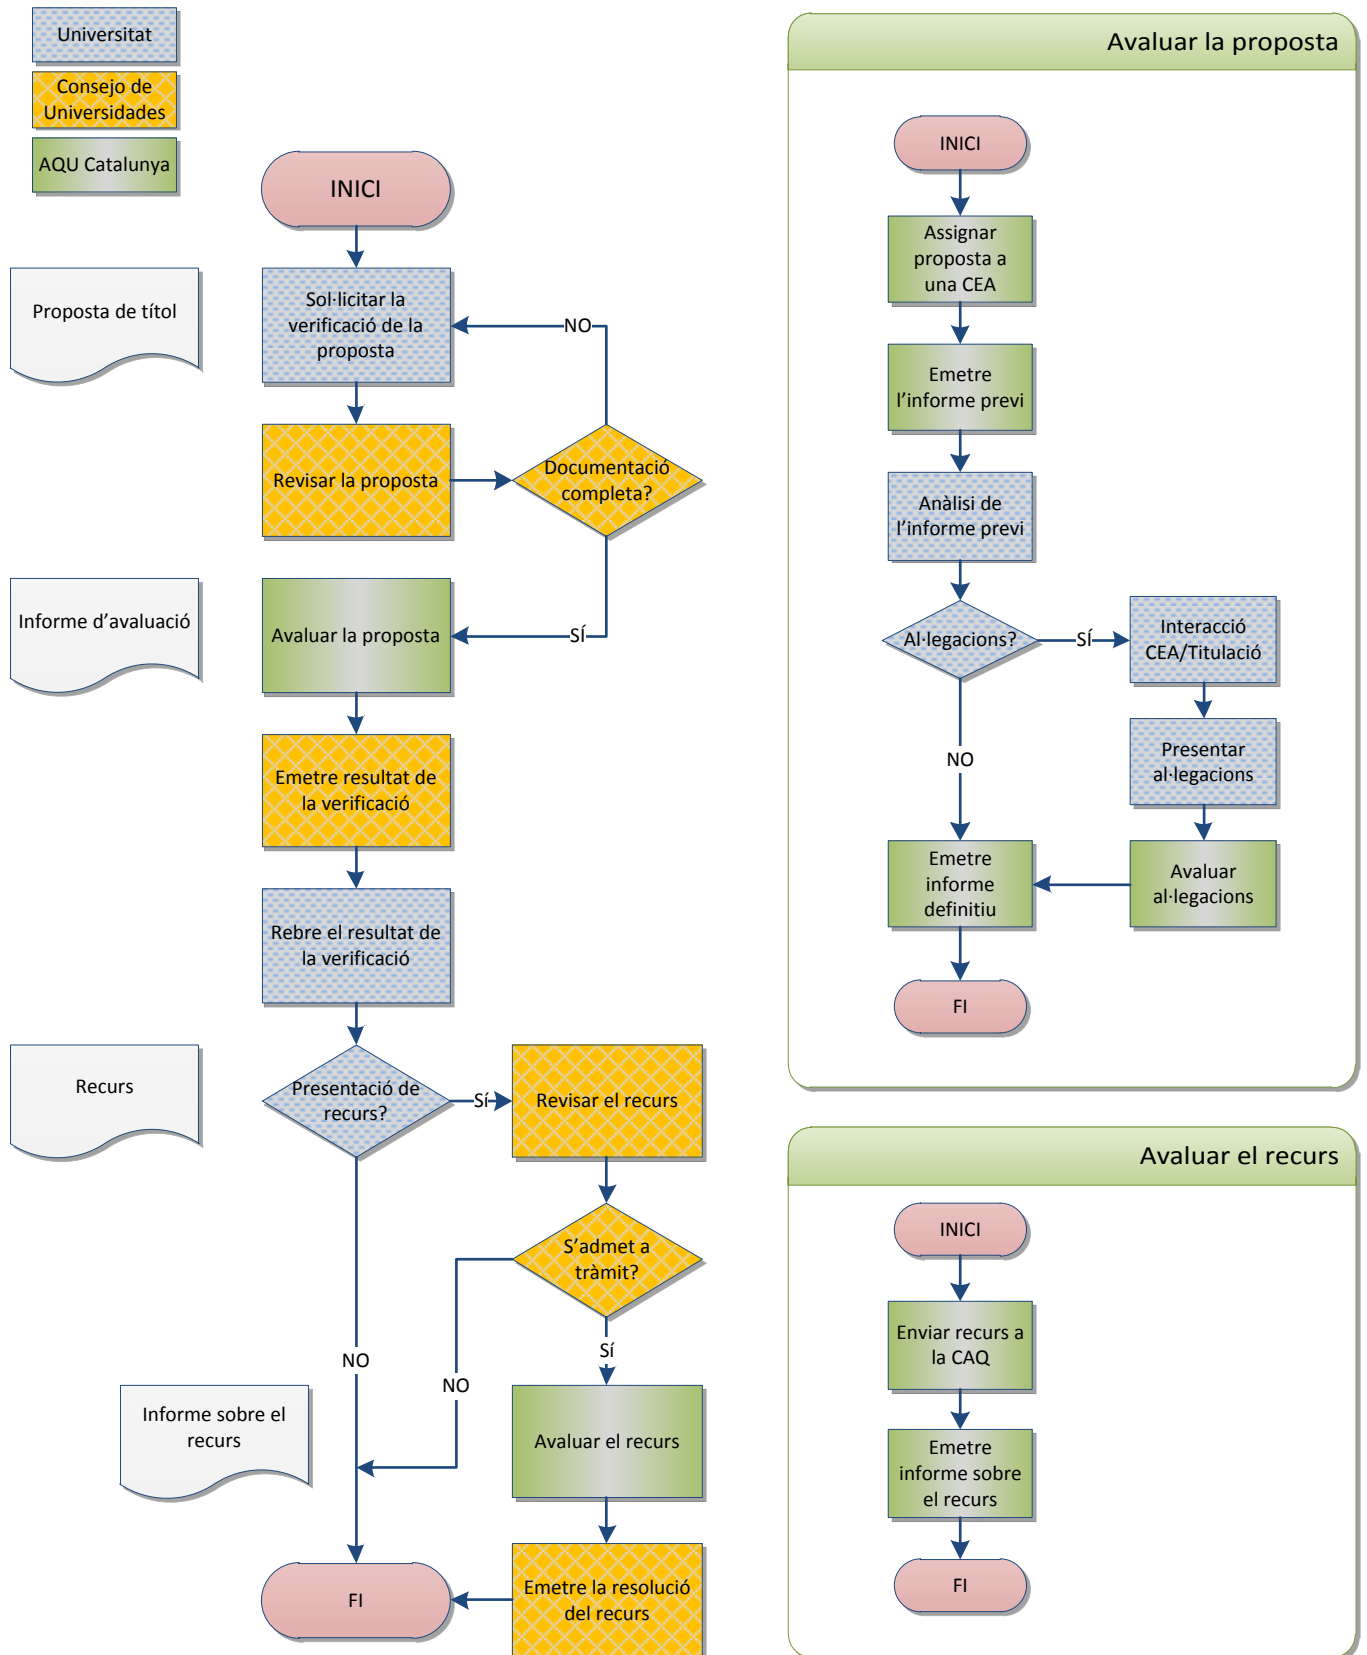 Universitat
Consejo de
Universidades
AQU Catalunya
INICI
Proposta de títol
Sol·licitar la
verificació de la
proposta
NO
Revisar la proposta
Documentació
completa?
Informe d’avaluació
Avaluar la proposta
SÍ
Emetre resultat de
la verificació
Rebre el resultat de
la verificació
Recurs
Presentació de
recurs?
Sí
Revisar el recurs
S’admet a
tràmit?
NO
NO
Sí
Informe sobre el
recurs
Avaluar el recurs
FI
Emetre la resolució
del recurs
Avaluar la proposta
INICI
Assignar
proposta a
una CEA
Emetre
l’informe previ
Anàlisi de
l’informe previ
Al·legacions?
SÍ
Interacció
CEA/Titulació
NO
Presentar
al·legacions
Emetre
informe
definitiu
Avaluar
al·legacions
FI
Avaluar el recurs
INICI
Enviar recurs a
la CAQ
Emetre
informe sobre
el recurs
FI